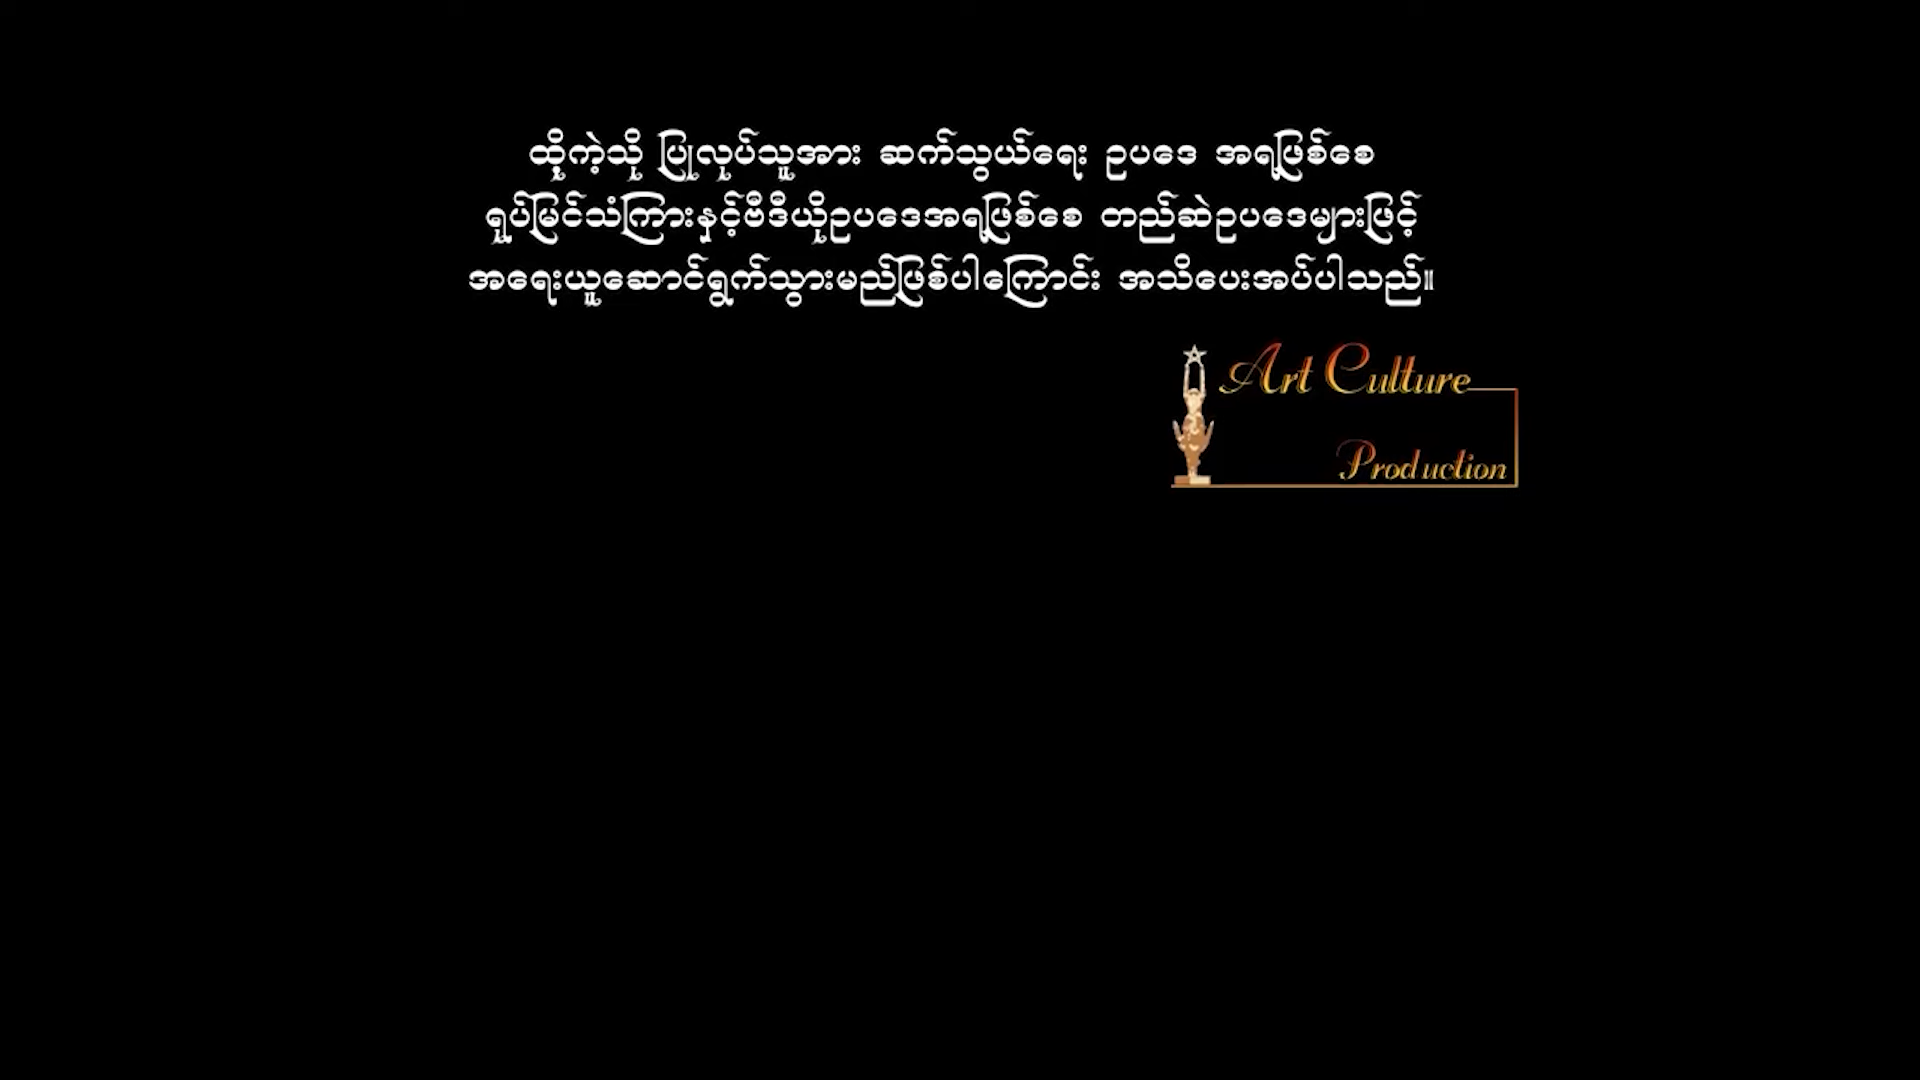 ထို့ကဲ့သို့ ပြုလုပ်သူအား ဆက်သွယ်ရေး ဥပဒေ အရဖြစ်စေ
ရုပ်မြင်သံကြားနှင့်ဗီဒီယိုဥပဒေအရဖြစ်စေ တည်ဆဲဥပဒေများဖြင့်
အရေးယူဆောင်ရွက်သွားမည်ဖြစ်ပါကြောင်း အသိပေးအပ်ပါသည်။
Art Culture
Production